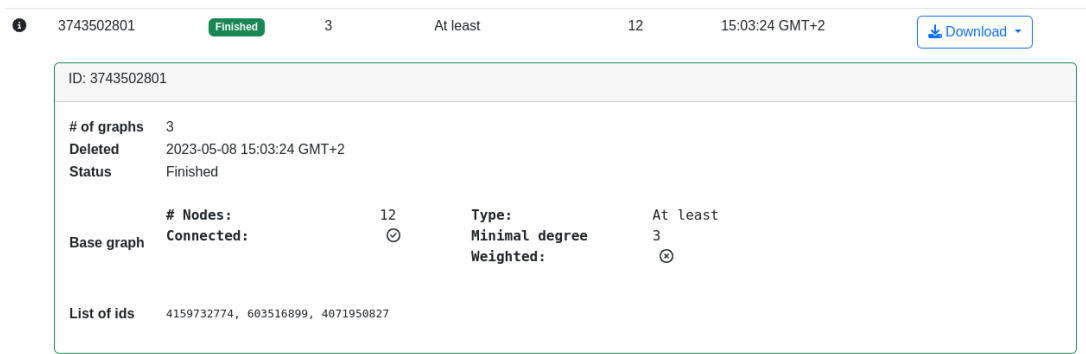 3743502801 Finished 3 At least 12 15:03:24 GMT+2 Download
ID: 3743502801
# of graphs 3
Deleted 2023-05-08 15:03:24 GMT+2
Status Finished
Base graph
# Nodes: 12 Type: At least
Connected: Minimal degree 3
Weighted:
List of ids 4159732774, 603516899, 4071950827